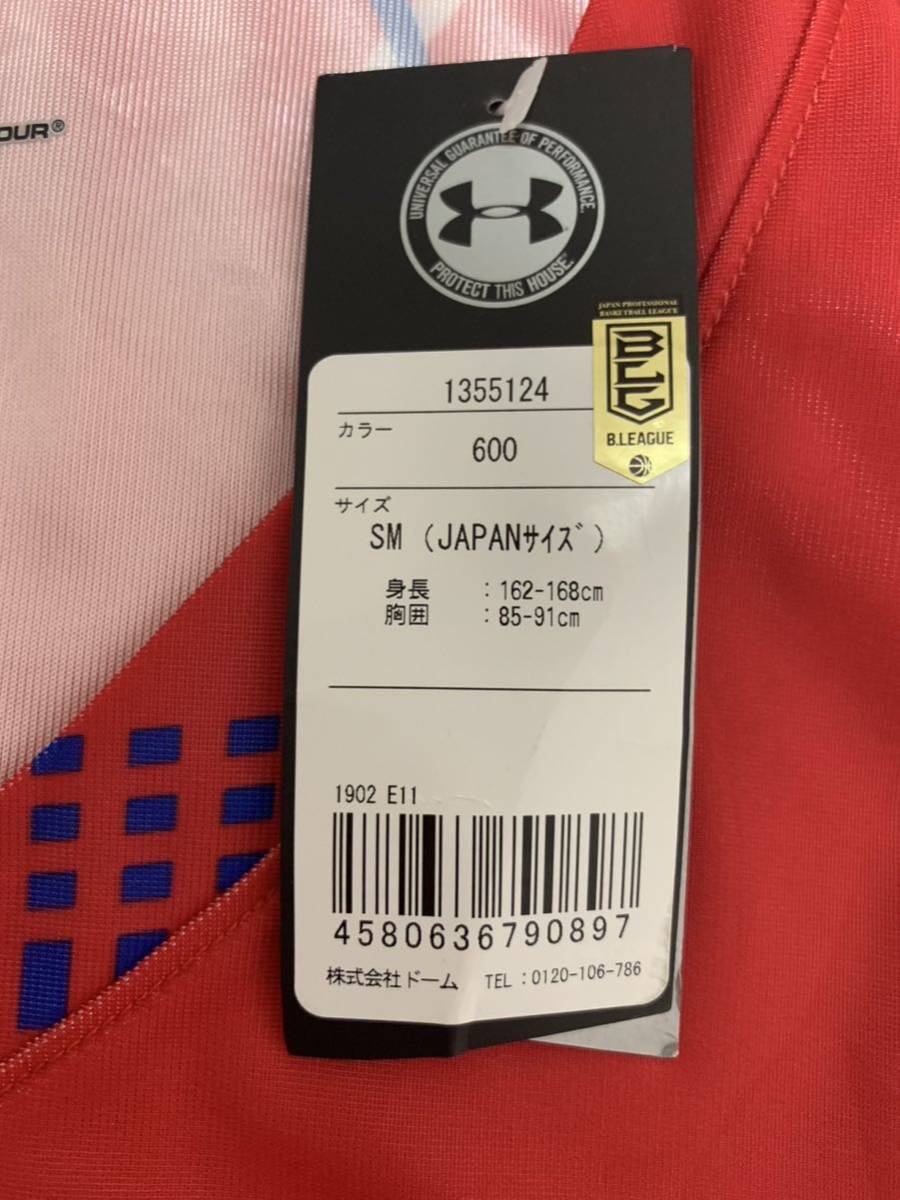 OUR®
UNIVERSAL GUARANTEE OF PERFORMANCE.
PROTECT THIS HOUSE.
JAPAN PROFESSIONAL
BASKETBALL LEAGUE
BLG
B.LEAGUE
1355124
カラー
600
サイズ
SM (JAPANｻｲｽﾞ)
身長 : 162-168cm
胸囲 : 85-91cm
1902 E11
4580636790897
株式会社ドーム TEL : 0120-106-786